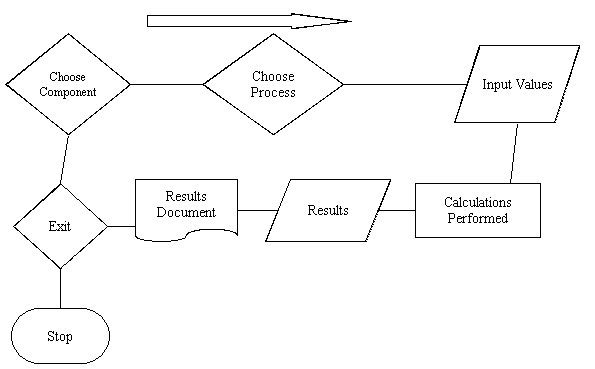 Choose
Component
Choose
Process
Input Values
Exit
Results
Document
Results
Calculations
Performed
Stop